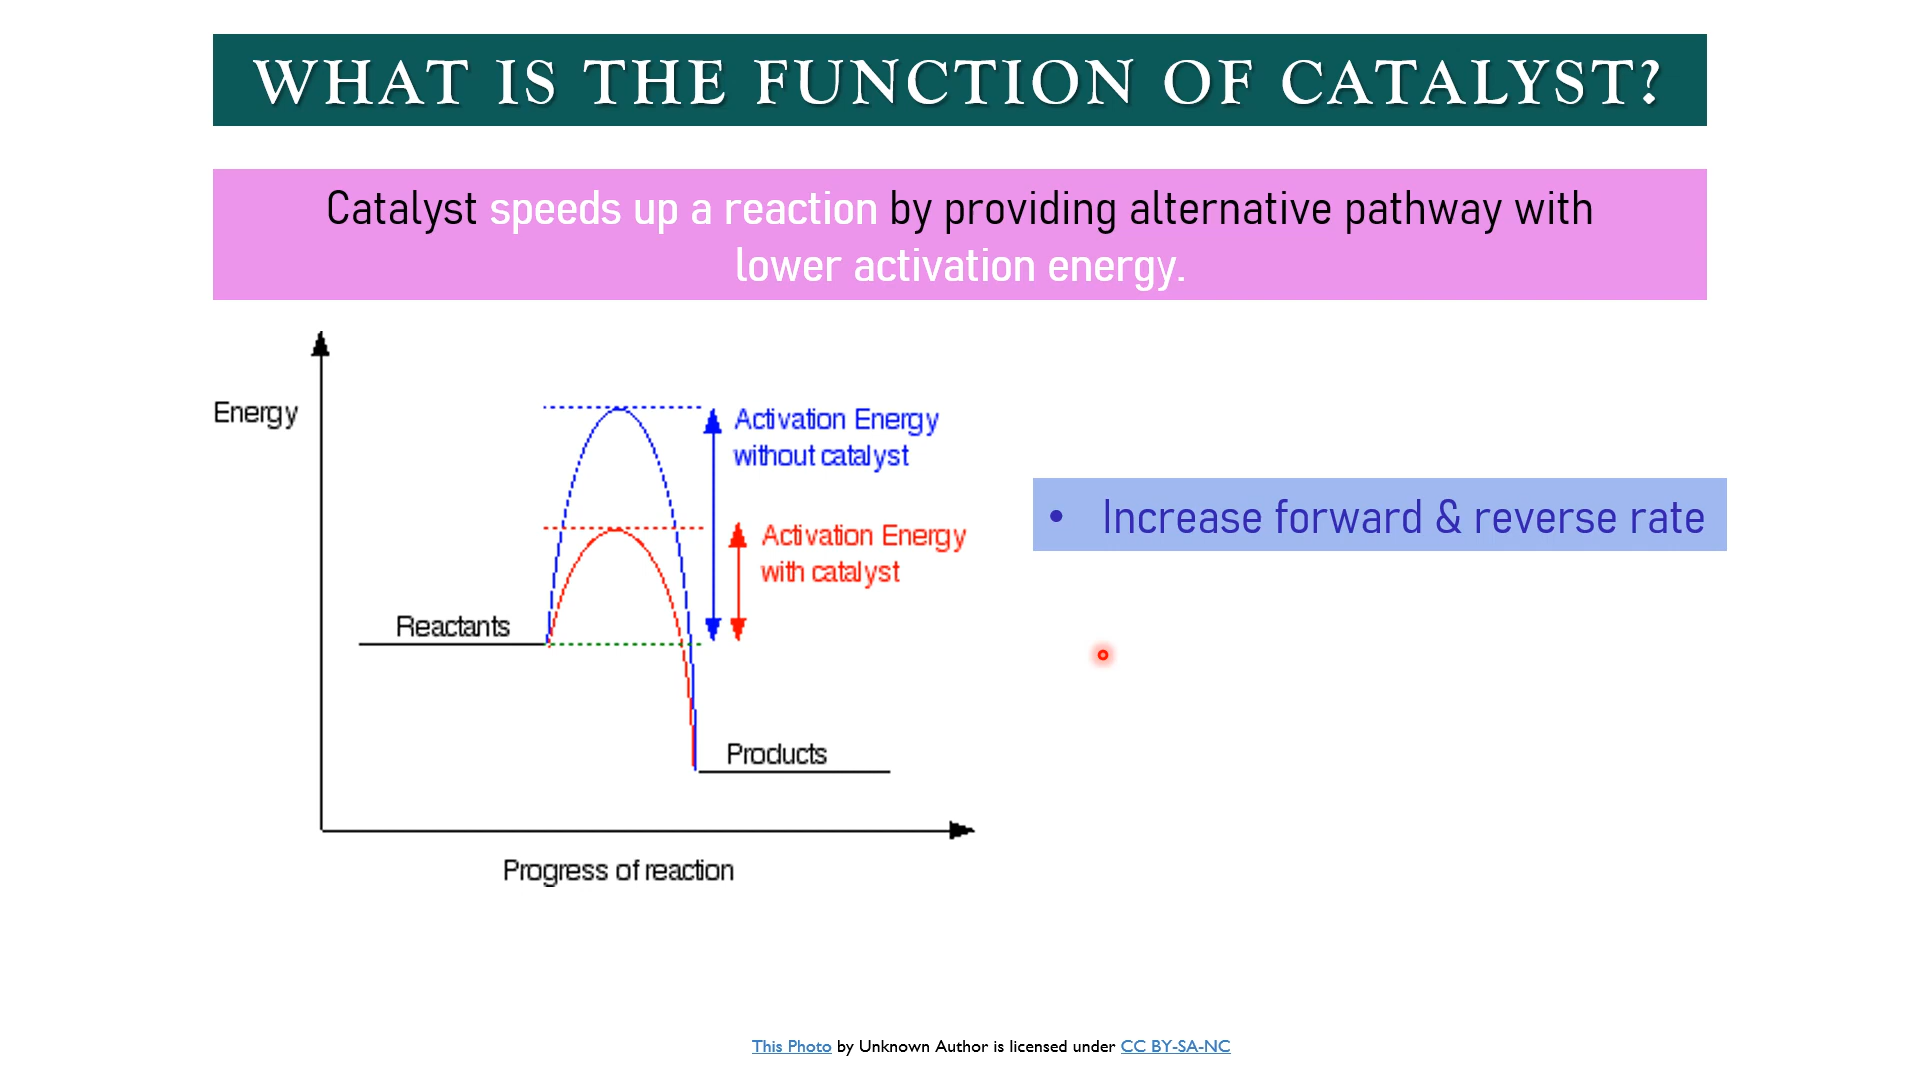 WHAT IS THE FUNCTION OF CATALYST?
Catalyst speeds up a reaction by providing alternative pathway with
lower activation energy.
Energy
Activation Energy
without catalyst
Activation Energy
with catalyst
Reactants
Products
Progress of reaction
• Increase forward & reverse rate
This Photo by Unknown Author is licensed under CC BY-SA-NC